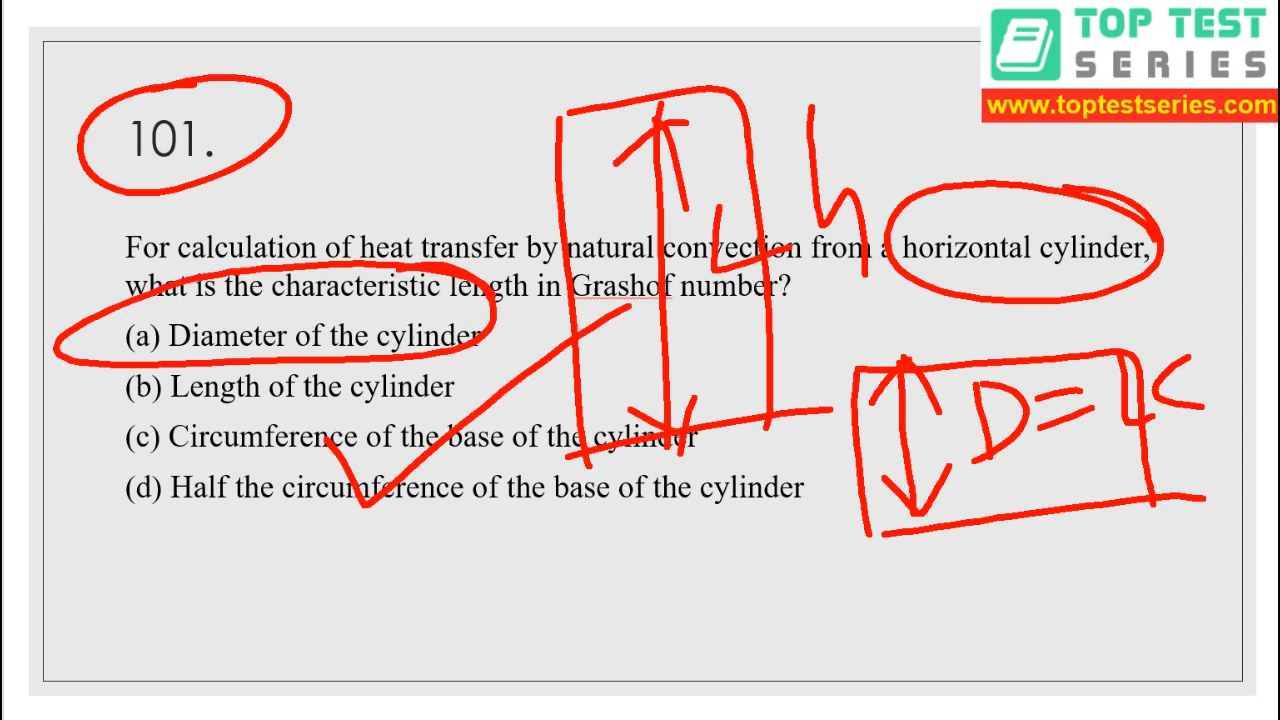 TOP TEST
SERIES
www.toptestseries.com
101.
For calculation of heat transfer by natural convection from a horizontal cylinder,
what is the characteristic length in Grashof number?
(a) Diameter of the cylinder
(b) Length of the cylinder
(c) Circumference of the base of the cylinder
(d) Half the circumference of the base of the cylinder
L h
D = Lc